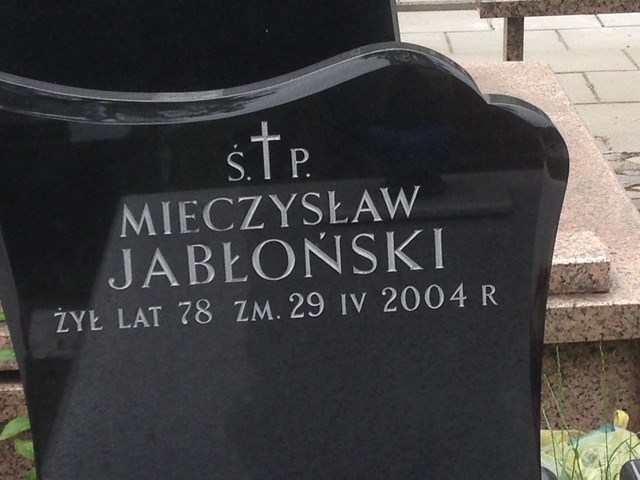 Ś.†P.
MIECZYSŁAW
JABŁOŃSKI
ŻYŁ LAT 78 ZM. 29 IV 2004 R